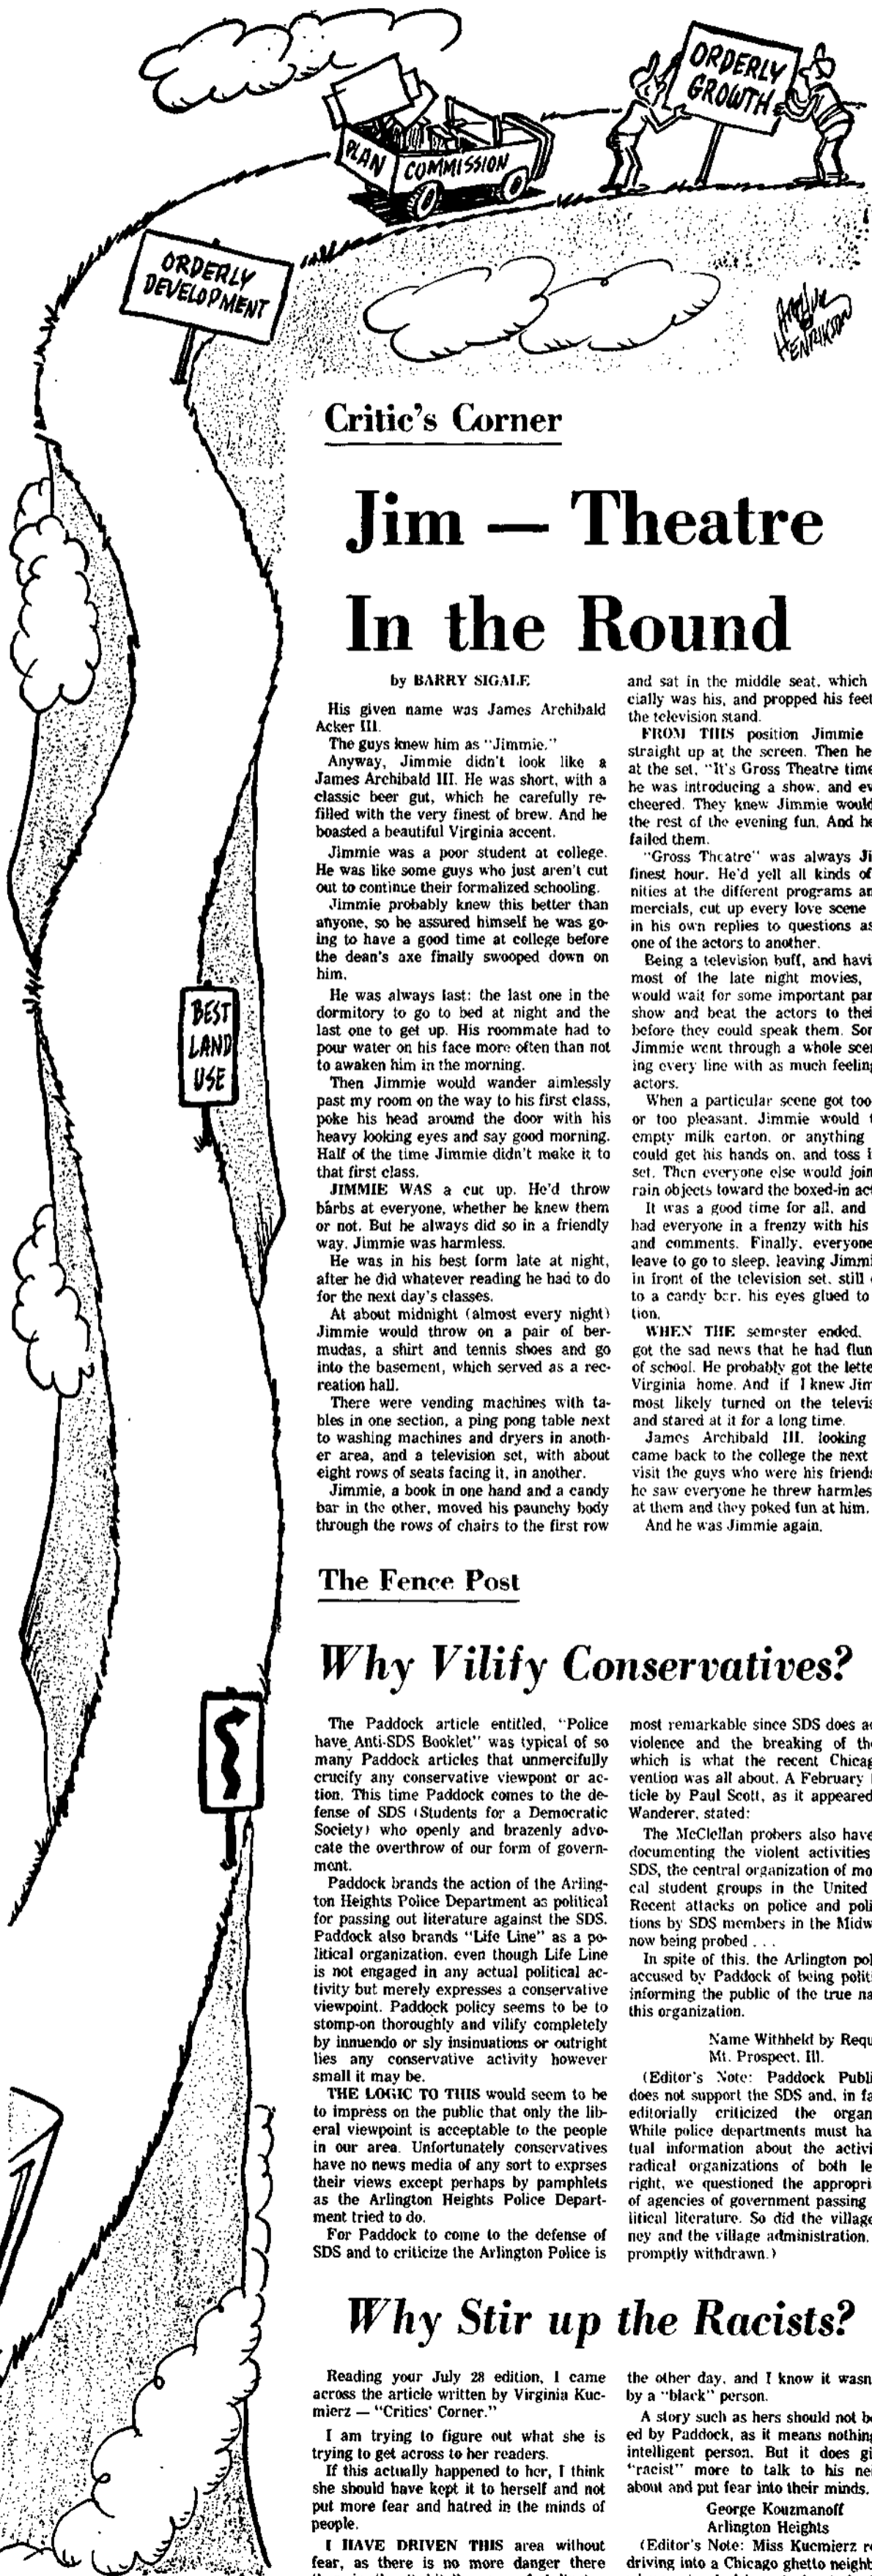 ORDERLY
GROWTH
PLAN COMMISSION
ORDERLY
DEVELOPMENT
ARTHUR
HENRIKSON
BEST
LAND
USE
Critic's Corner
Jim — Theatre
In the Round
by BARRY SIGALE
His given name was James Archibald
Acker III.
The guys knew him as "Jimmie."
Anyway, Jimmie didn't look like a
James Archibald III. He was short, with a
classic beer gut, which he carefully re-
filled with the very finest of brew. And he
boasted a beautiful Virginia accent.
Jimmie was a poor student at college.
He was like some guys who just aren't cut
out to continue their formalized schooling.
Jimmie probably knew this better than
anyone, so he assured himself he was go-
ing to have a good time at college before
the dean's axe finally swooped down on
him.
He was always last: the last one in the
dormitory to go to bed at night and the
last one to get up. His roommate had to
pour water on his face more often than not
to awaken him in the morning.
Then Jimmie would wander aimlessly
past my room on the way to his first class,
poke his head around the door with his
heavy looking eyes and say good morning.
Half of the time Jimmie didn't make it to
that first class.
JIMMIE WAS a cut up. He'd throw
barbs at everyone, whether he knew them
or not. But he always did so in a friendly
way. Jimmie was harmless.
He was in his best form late at night,
after he did whatever reading he had to do
for the next day's classes.
At about midnight (almost every night)
Jimmie would throw on a pair of ber-
mudas, a shirt and tennis shoes and go
into the basement, which served as a rec-
reation hall.
There were vending machines with ta-
bles in one section, a ping pong table next
to washing machines and dryers in anoth-
er area, and a television set, with about
eight rows of seats facing it, in another.
Jimmie, a book in one hand and a candy
bar in the other, moved his paunchy body
through the rows of chairs to the first row
and sat in the middle seat, which
cially was his, and propped his feet
the television stand.
FROM THIS position Jimmie
straight up at the screen. Then he
at the set, "It's Gross Theatre time
he was introducing a show, and ev
cheered. They knew Jimmie would
the rest of the evening fun. And he
failed them.
"Gross Theatre" was always Ji
finest hour. He'd yell all kinds of
nities at the different programs an
mercials, cut up every love scene
in his own replies to questions as
one of the actors to another.
Being a television buff, and havi
most of the late night movies,
would wait for some important par
show and beat the actors to thei
before they could speak them. Som
Jimmie went through a whole scen
ing every line with as much feeling
actors.
When a particular scene got too
or too pleasant, Jimmie would t
empty milk carton, or anything
could get his hands on, and toss i
set. Then everyone else would join
rain objects toward the boxed-in act
It was a good time for all, and
had everyone in a frenzy with his
and comments. Finally, everyone
leave to go to sleep, leaving Jimmi
in front of the television set, still
to a candy bar, his eyes glued to
tion.
WHEN THE semester ended,
got the sad news that he had flun
of school. He probably got the lette
Virginia home. And if I knew Jim
most likely turned on the televis
and stared at it for a long time.
James Archibald III, looking
came back to the college the next
visit the guys who were his friends
he saw everyone he threw harmles
at them and they poked fun at him.
And he was Jimmie again.
The Fence Post
Why Vilify Conservatives?
The Paddock article entitled, "Police
have Anti-SDS Booklet" was typical of so
many Paddock articles that unmercifully
crucify any conservative viewpont or ac-
tion. This time Paddock comes to the de-
fense of SDS (Students for a Democratic
Society) who openly and brazenly advo-
cate the overthrow of our form of govern-
ment.
Paddock brands the action of the Arling-
ton Heights Police Department as political
for passing out literature against the SDS.
Paddock also brands "Life Line" as a po-
litical organization, even though Life Line
is not engaged in any actual political ac-
tivity but merely expresses a conservative
viewpoint. Paddock policy seems to be to
stomp-on thoroughly and vilify completely
by innuendo or sly insinuations or outright
lies any conservative activity however
small it may be.
THE LOGIC TO THIS would seem to be
to impress on the public that only the lib-
eral viewpoint is acceptable to the people
in our area. Unfortunately conservatives
have no news media of any sort to exprses
their views except perhaps by pamphlets
as the Arlington Heights Police Depart-
ment tried to do.
For Paddock to come to the defense of
SDS and to criticize the Arlington Police is
most remarkable since SDS does a
violence and the breaking of th
which is what the recent Chicag
vention was all about. A February
ticle by Paul Scott, as it appeared
Wanderer, stated:
The McClellan probers also have
documenting the violent activities
SDS, the central organization of mo
cal student groups in the United
Recent attacks on police and poli
tions by SDS members in the Midw
now being probed . . .
In spite of this, the Arlington pol
accused by Paddock of being politi
informing the public of the true na
this organization.
Name Withheld by Requ
Mt. Prospect, Ill.
(Editor's Note: Paddock Publi
does not support the SDS and, in fa
editorially criticized the organ
While police departments must ha
tual information about the activi
radical organizations of both le
right, we questioned the appropri
of agencies of government passing
litical literature. So did the village
ney and the village administration.
promptly withdrawn.)
Why Stir up the Racists?
Reading your July 28 edition, I came
across the article written by Virginia Kuc-
mierz — "Critics' Corner."
I am trying to figure out what she is
trying to get across to her readers.
If this actually happened to her, I think
she should have kept it to herself and not
put more fear and hatred in the minds of
people.
I HAVE DRIVEN THIS area without
fear, as there is no more danger there
the other day, and I know it wasn
by a "black" person.
A story such as hers should not b
ed by Paddock, as it means nothing
intelligent person. But it does gi
"racist" more to talk to his nei
about and put fear into their minds.
George Kouzmanoff
Arlington Heights
(Editor's Note: Miss Kucmierz r
driving into a Chicago ghetto neighb